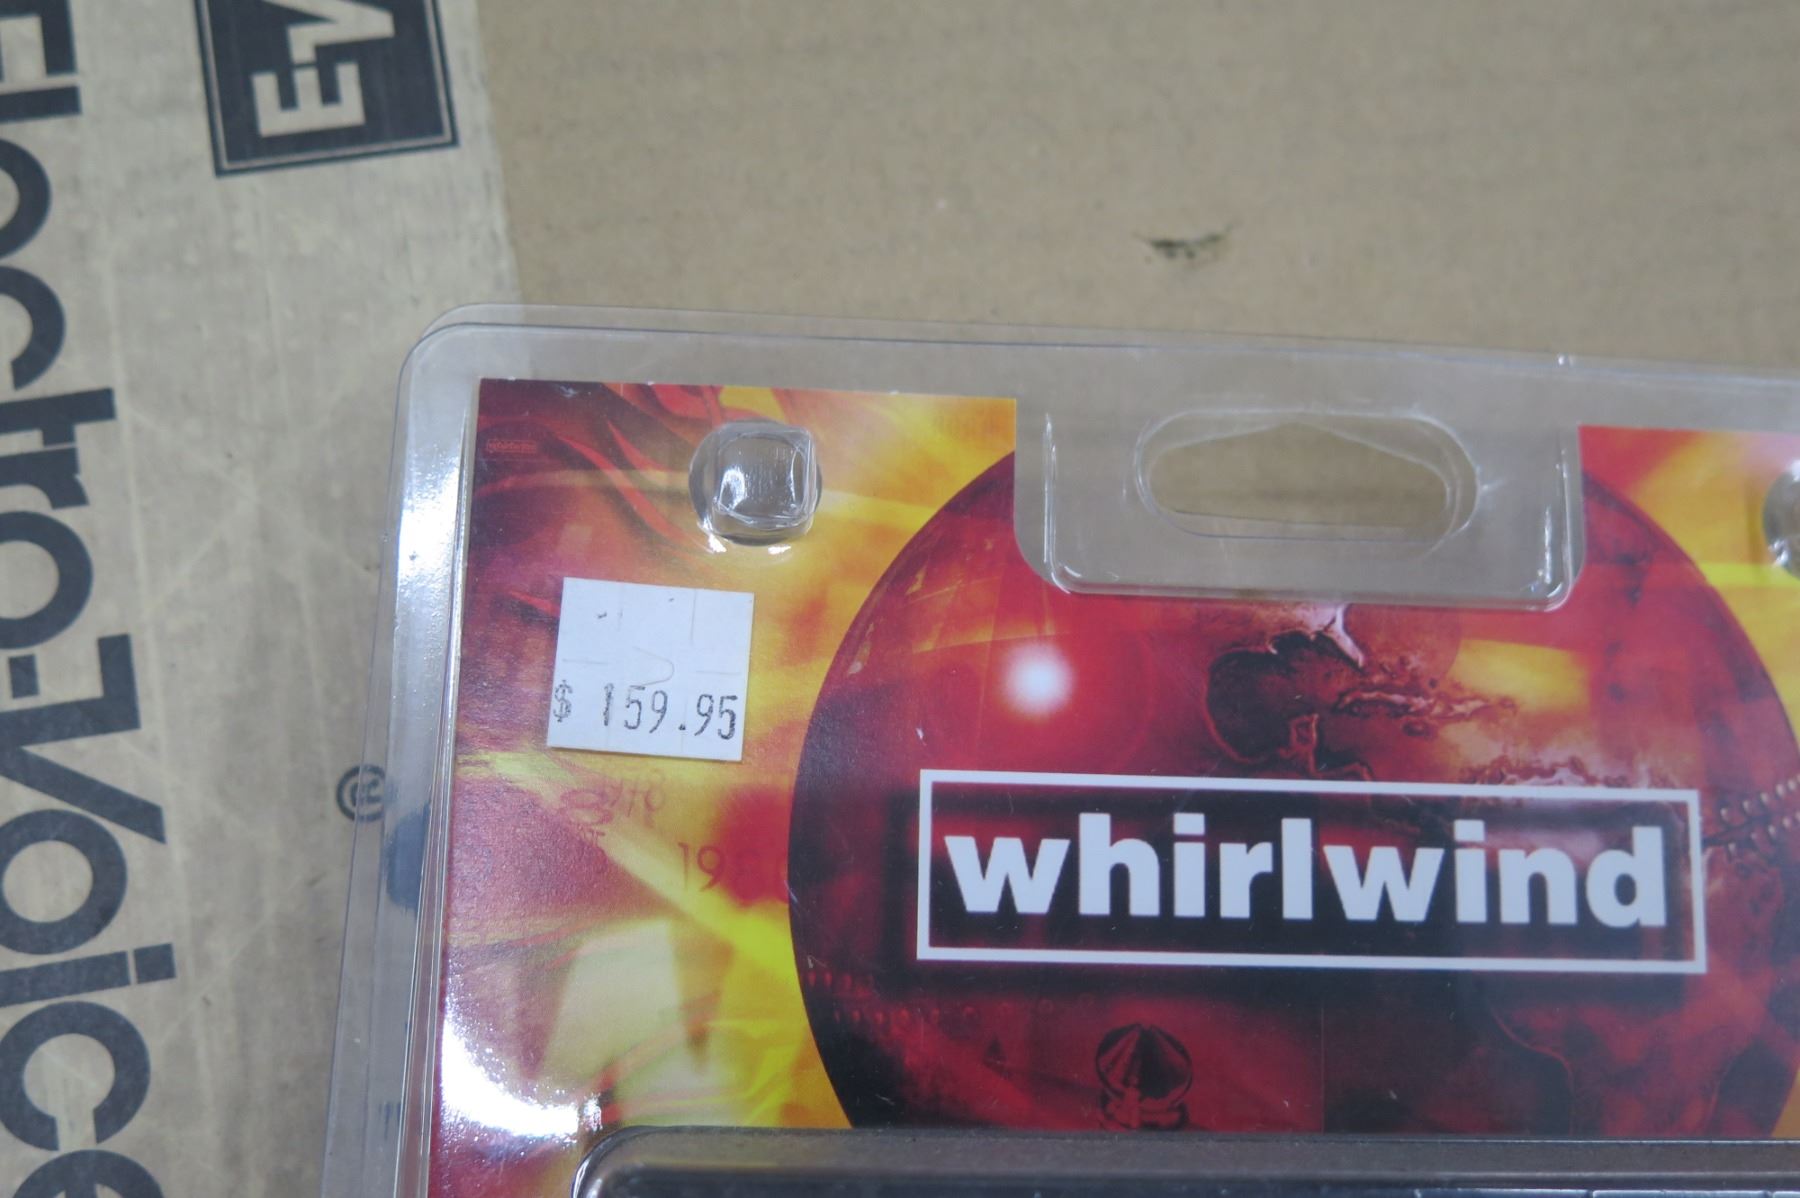 EV
Electro-Voice
®
$ 159.95
whirlwind